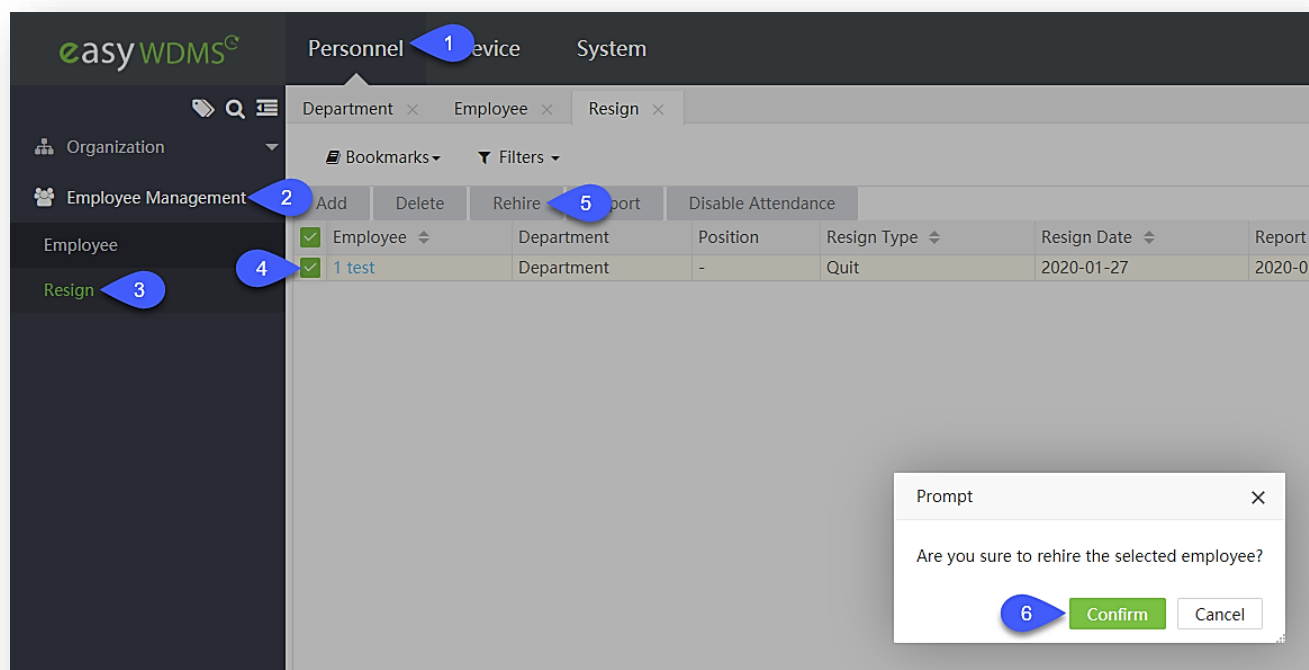 easy WDMS
Personnel 1 evice System
Department Employee Resign
Organization
Bookmarks Filters
Employee Management 2 Add Delete Rehire 5 port Disable Attendance
Employee
Employee Department Position Resign Type Resign Date Report
4 1 test Department - Quit 2020-01-27 2020-0
Resign 3
Prompt
Are you sure to rehire the selected employee?
6 Confirm Cancel